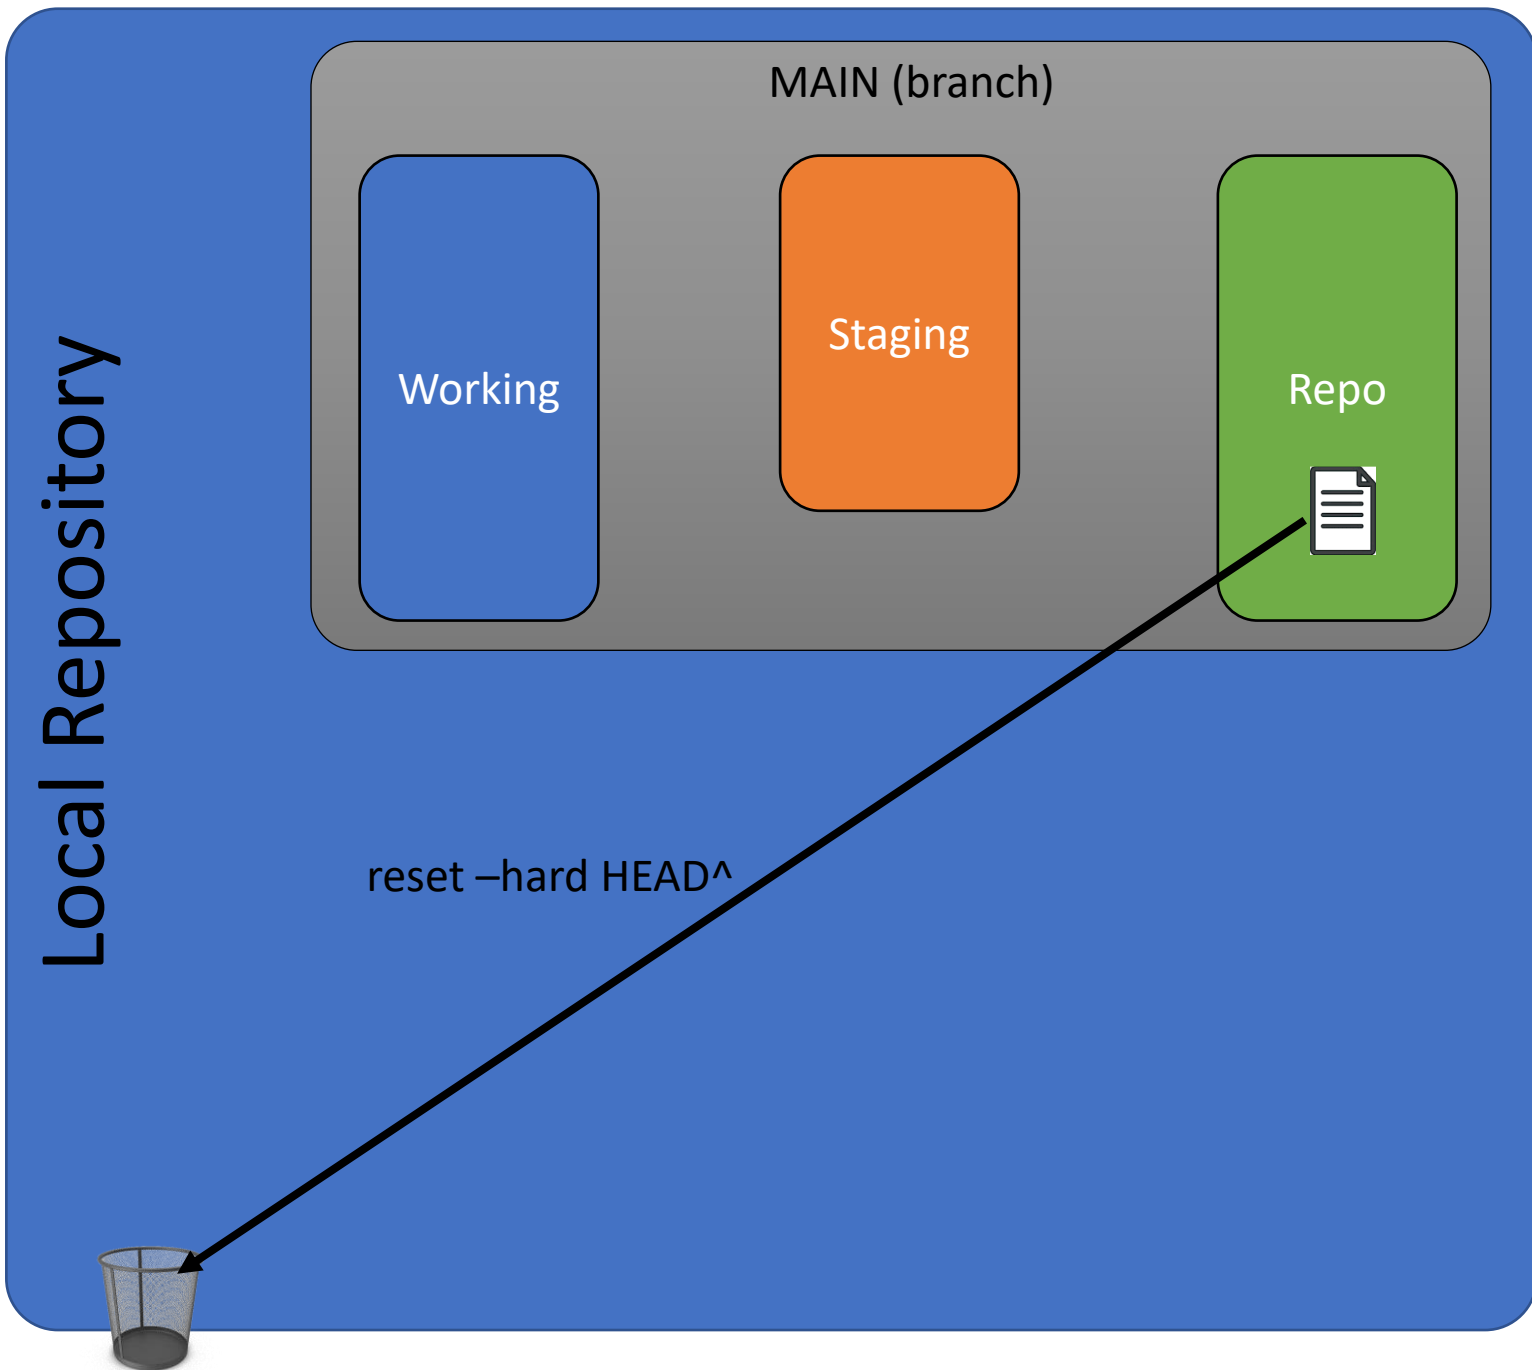 MAIN (branch)
Working
Staging
Repo
Local Repository
reset –hard HEAD^